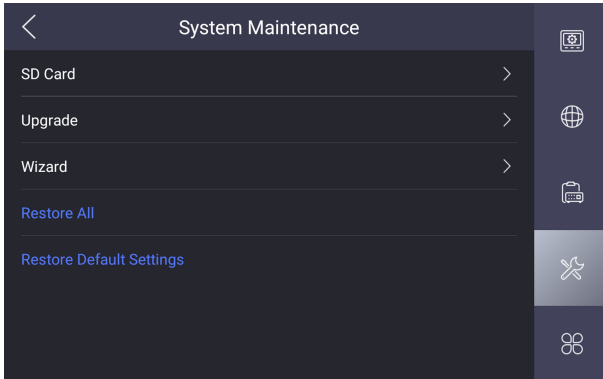 System Maintenance
SD Card
Upgrade
Wizard
Restore All
Restore Default Settings